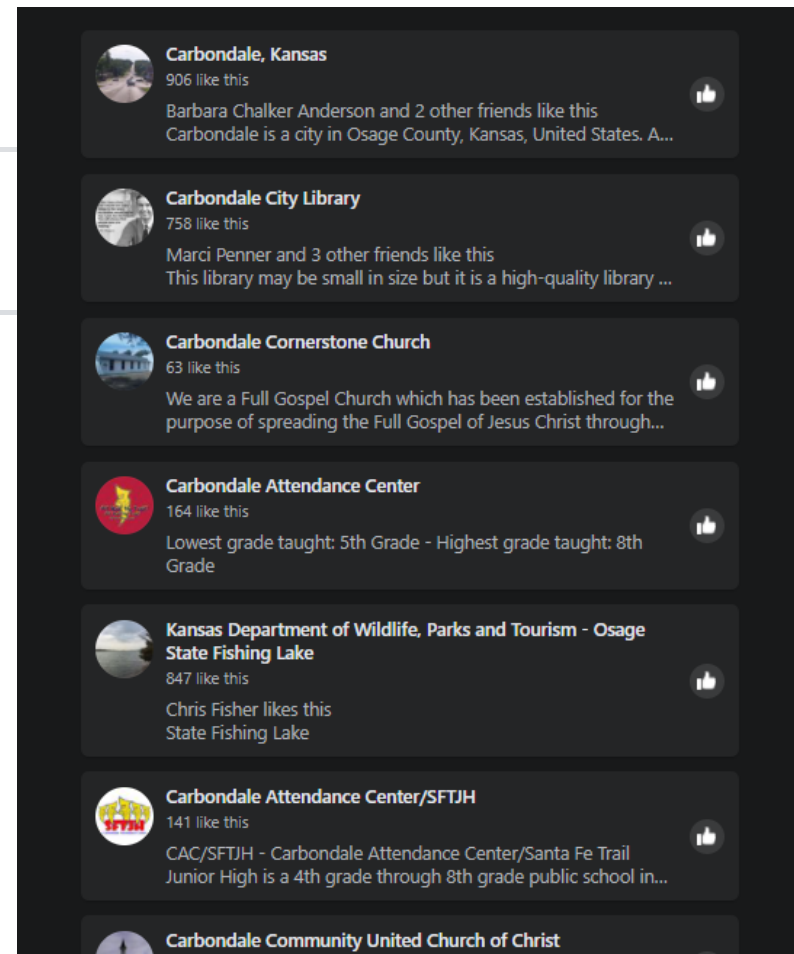 Carbondale, Kansas
906 like this
Barbara Chalker Anderson and 2 other friends like this
Carbondale is a city in Osage County, Kansas, United States. A...
Carbondale City Library
758 like this
Marci Penner and 3 other friends like this
This library may be small in size but it is a high-quality library ...
Carbondale Cornerstone Church
63 like this
We are a Full Gospel Church which has been established for the
purpose of spreading the Full Gospel of Jesus Christ through...
Carbondale Attendance Center
164 like this
Lowest grade taught: 5th Grade - Highest grade taught: 8th
Grade
Kansas Department of Wildlife, Parks and Tourism - Osage
State Fishing Lake
847 like this
Chris Fisher likes this
State Fishing Lake
Carbondale Attendance Center/SFTJH
141 like this
SFTJH
CAC/SFTJH - Carbondale Attendance Center/Santa Fe Trail
Junior High is a 4th grade through 8th grade public school in...
Carbondale Community United Church of Christ